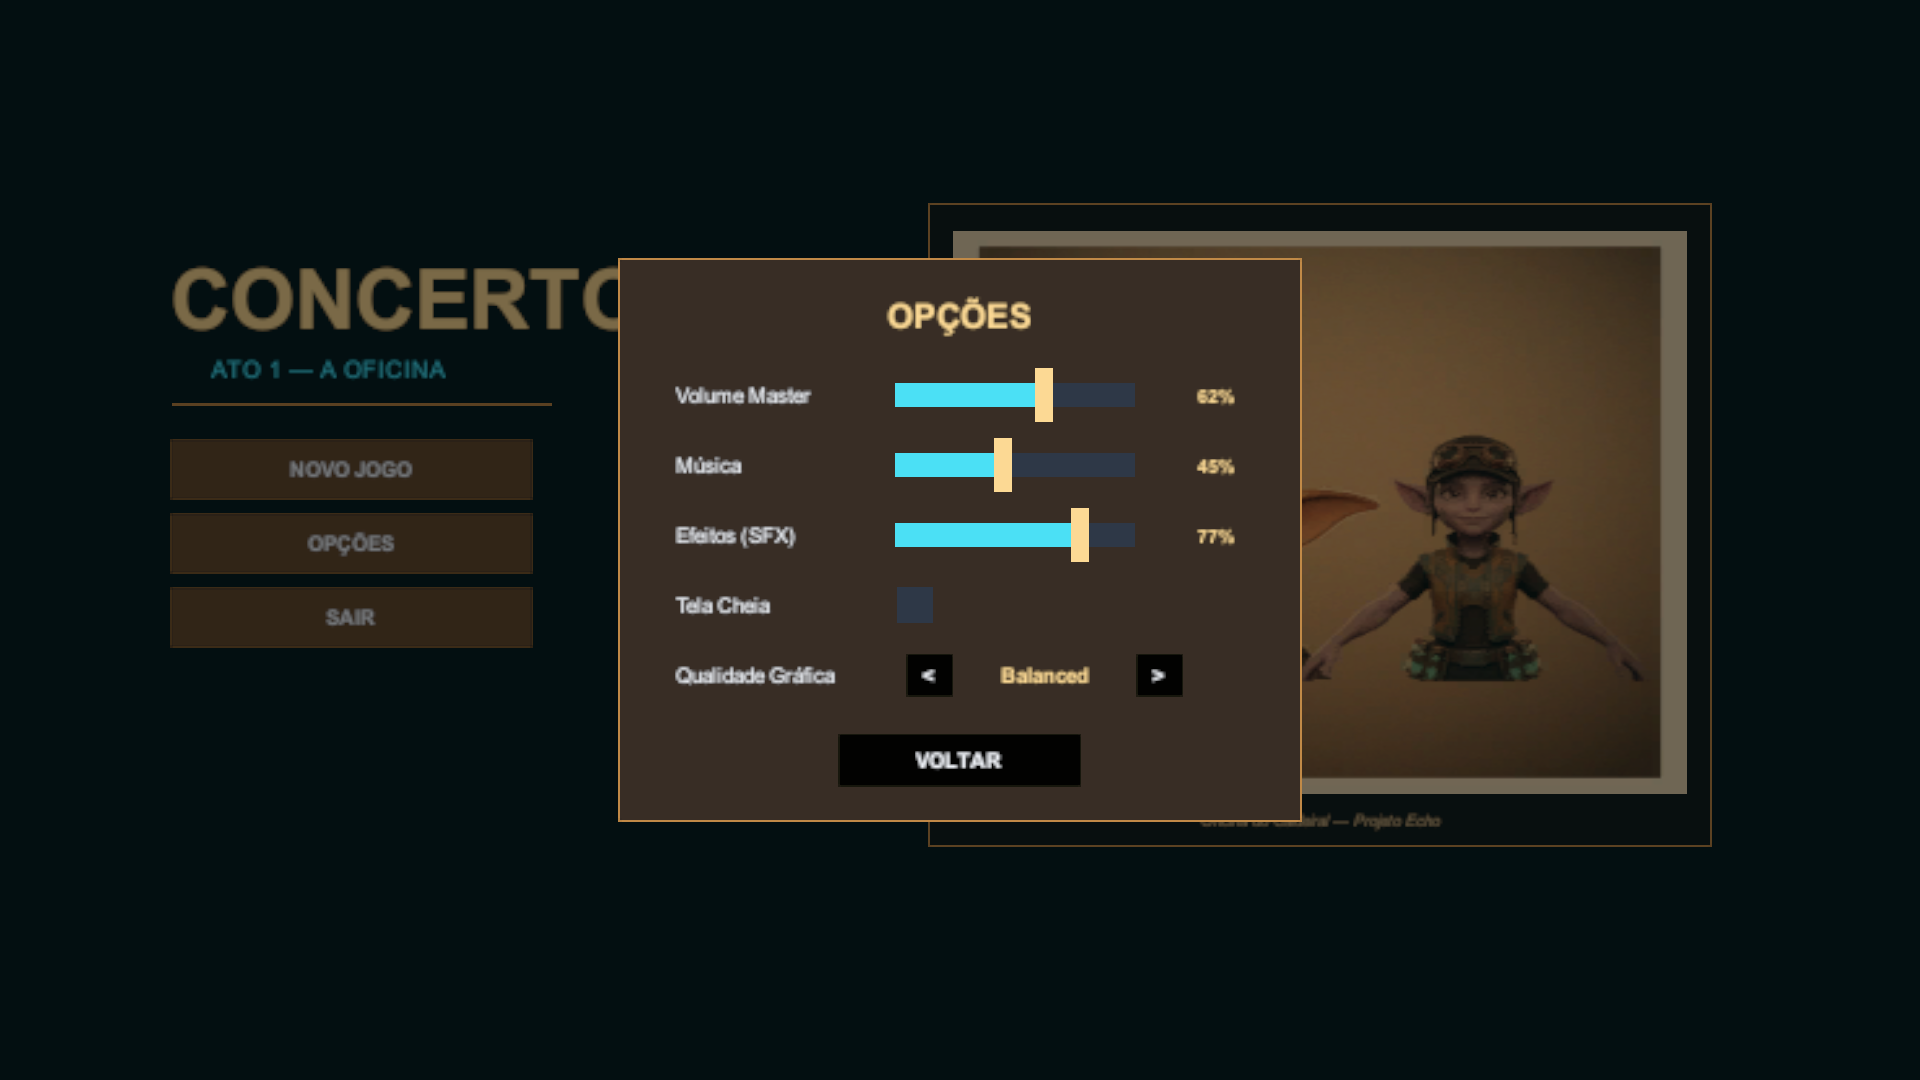 CONCERTO
ATO 1 — A OFICINA
NOVO JOGO
OPÇÕES
SAIR
OPÇÕES
Volume Master 62%
Música 45%
Efeitos (SFX) 77%
Tela Cheia
Qualidade Gráfica < Balanced >
VOLTAR
— Projeto Echo